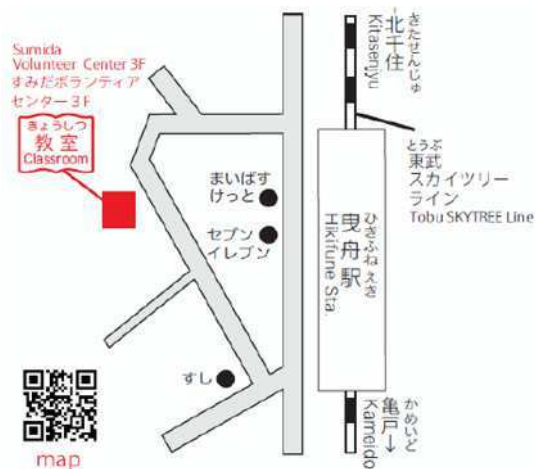 Sumida
Volunteer Center 3F
すみだボランティア
センター 3F
きょうしつ
教室
Classroom
まいばす
けっと
セブン
イレブン
すし
map
きたせんじゅ
北千住
Kitasenjyu
とうぶ
東武
スカイツリー
ライン
Tobu SKYTREE Line
ひきふねえき
曳舟駅
Hikifune Sta.
かめいど
亀戸→
Kameido